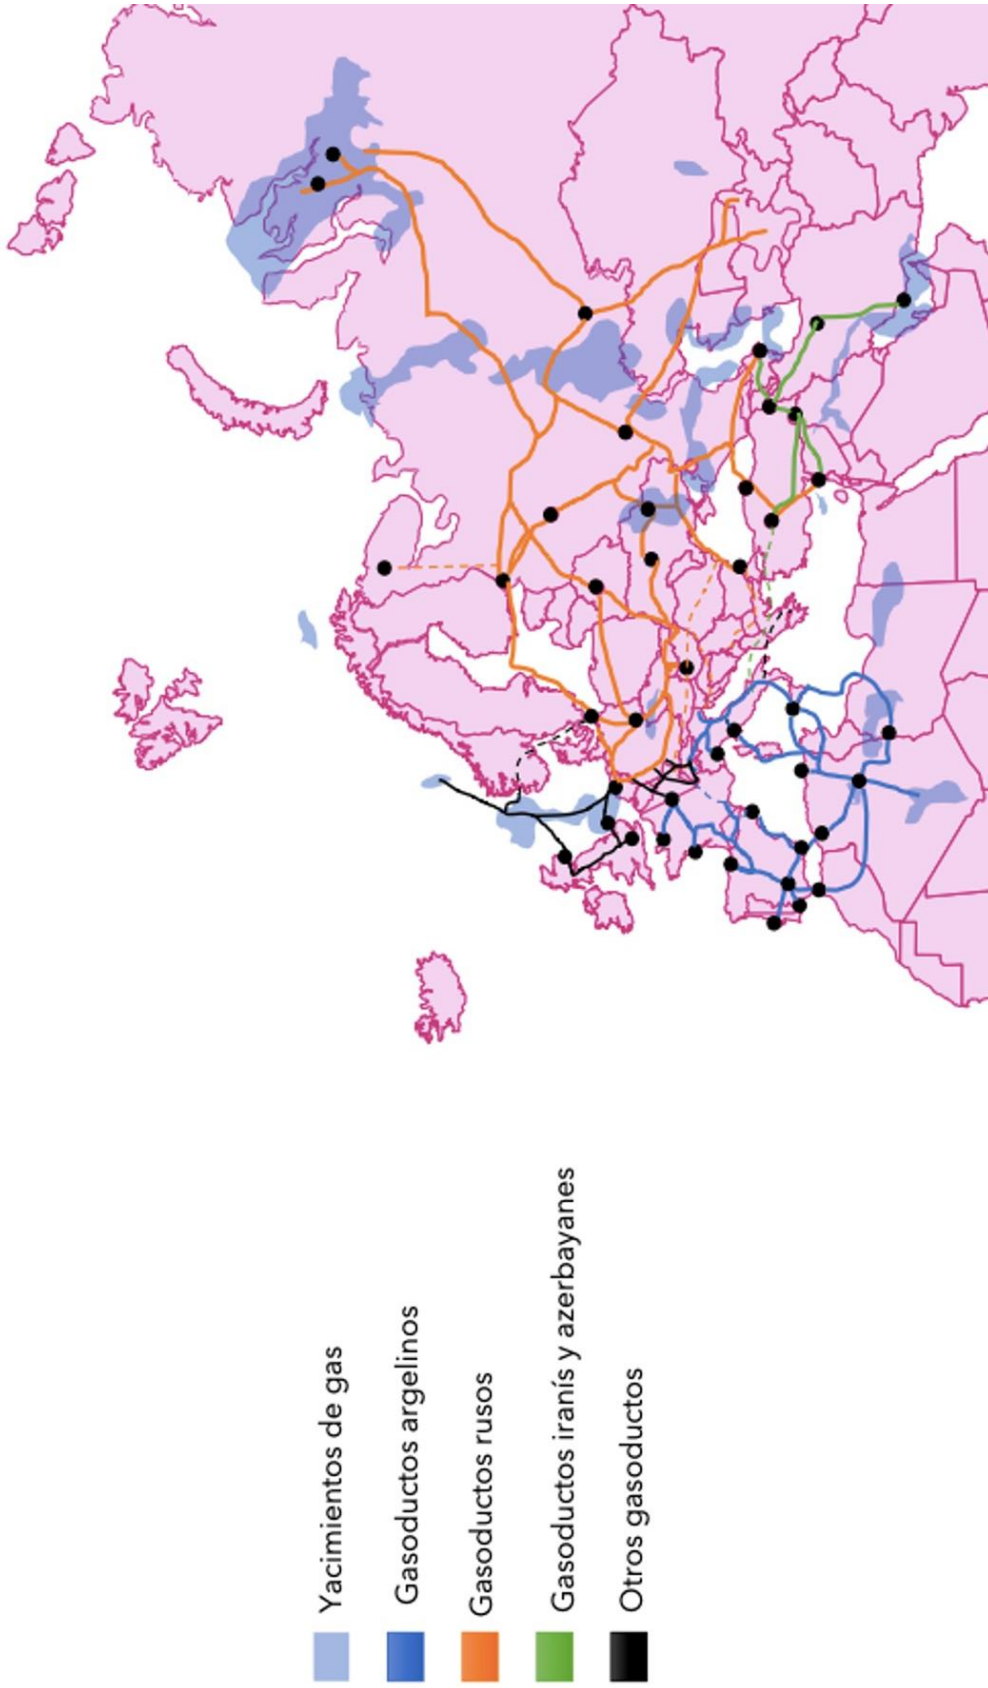 Yacimientos de gas
Gasoductos argelinos
Gasoductos rusos
Gasoductos iranís y azerbayanes
Otros gasoductos